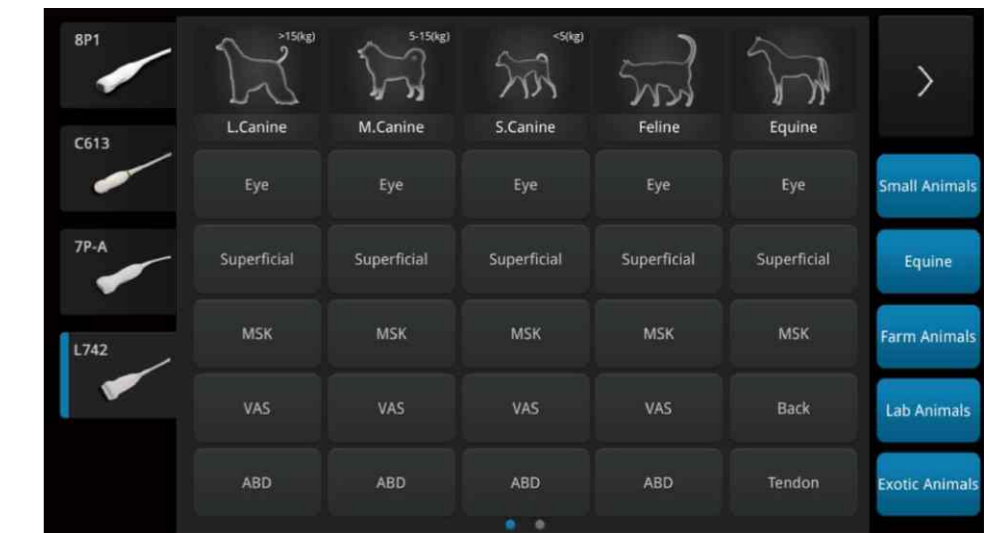 8P1
C613
7P-A
L742
>15(kg) 5-15(kg) <5(kg)
L.Canine M.Canine S.Canine Feline Equine
Eye Eye Eye Eye Eye
Superficial Superficial Superficial Superficial Superficial
MSK MSK MSK MSK MSK
VAS VAS VAS VAS Back
ABD ABD ABD ABD Tendon
Small Animals
Equine
Farm Animals
Lab Animals
Exotic Animals